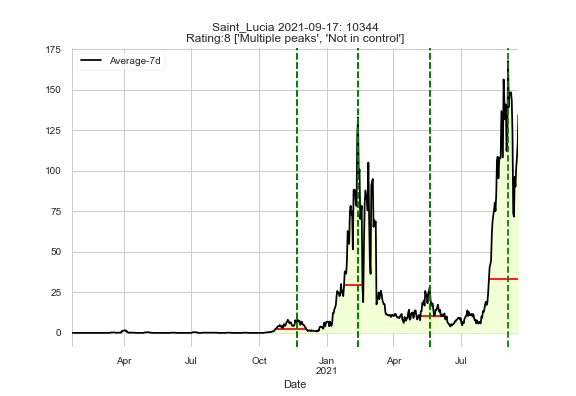 Saint_Lucia 2021-09-17: 10344
Rating:8 ['Multiple peaks', 'Not in control']
Average-7d
175
150
125
100
75
50
25
0
Apr
Jul
Oct
Jan
2021
Apr
Jul
Date